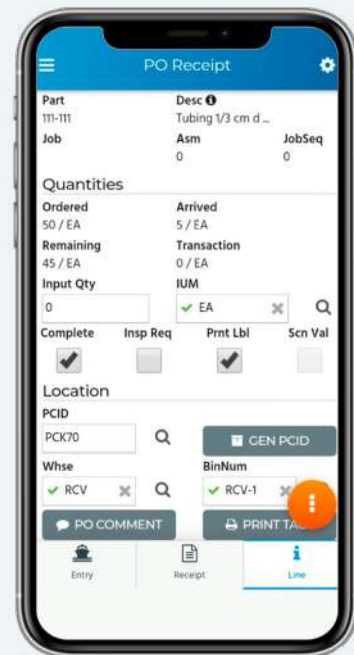 PO Receipt
Part Desc
111-111 Tubing 1/3 cm d ...
Job Asm JobSeq
0 0
Quantities
Ordered Arrived
50 / EA 5 / EA
Remaining Transaction
45 / EA 0 / EA
Input Qty IUM
0 EA
Complete Insp Req Prnt Lbl Scn Val
Location
PCID
PCK70 GEN PCID
Whse BinNum
RCV RCV-1
PO COMMENT PRINT TA
Entry Receipt Line